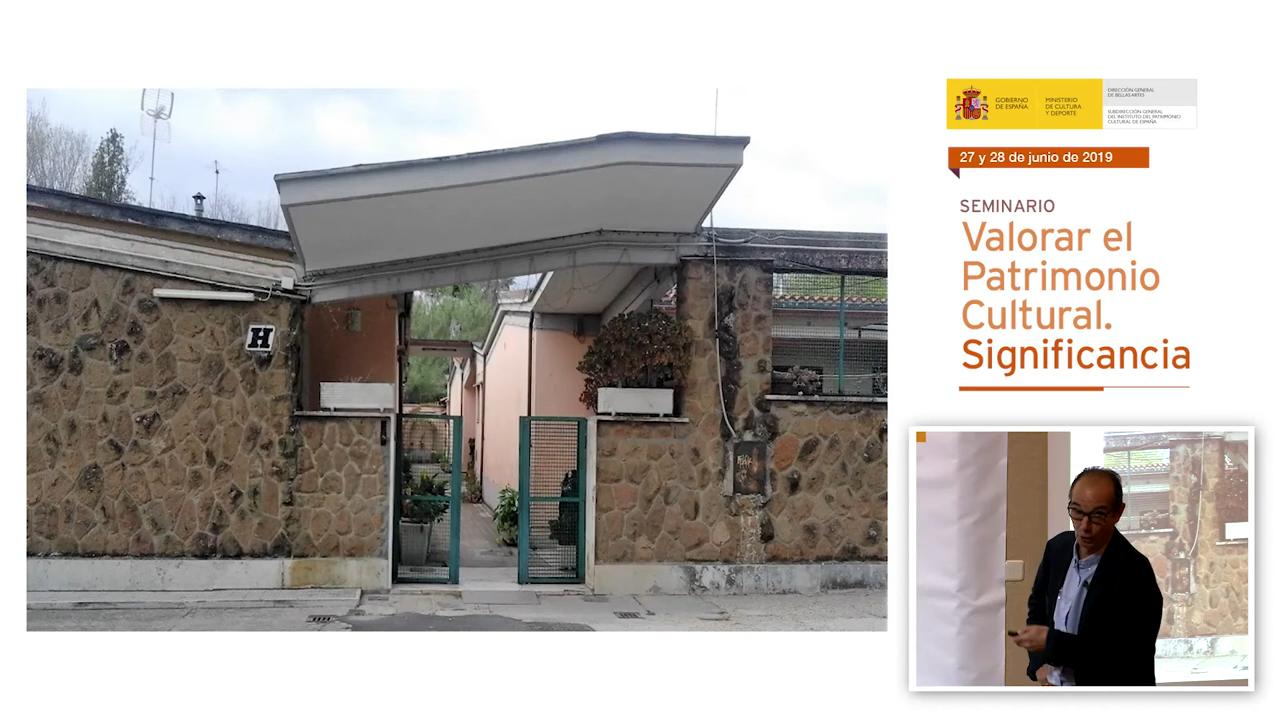 GOBIERNO
DE ESPAÑA
MINISTERIO
DE CULTURA
Y DEPORTE
DIRECCIÓN GENERAL
DE BELLAS ARTES
SUBDIRECCIÓN GENERAL
DEL INSTITUTO DEL PATRIMONIO
CULTURAL DE ESPAÑA
27 y 28 de junio de 2019
SEMINARIO
Valorar el
Patrimonio
Cultural.
Significancia
H